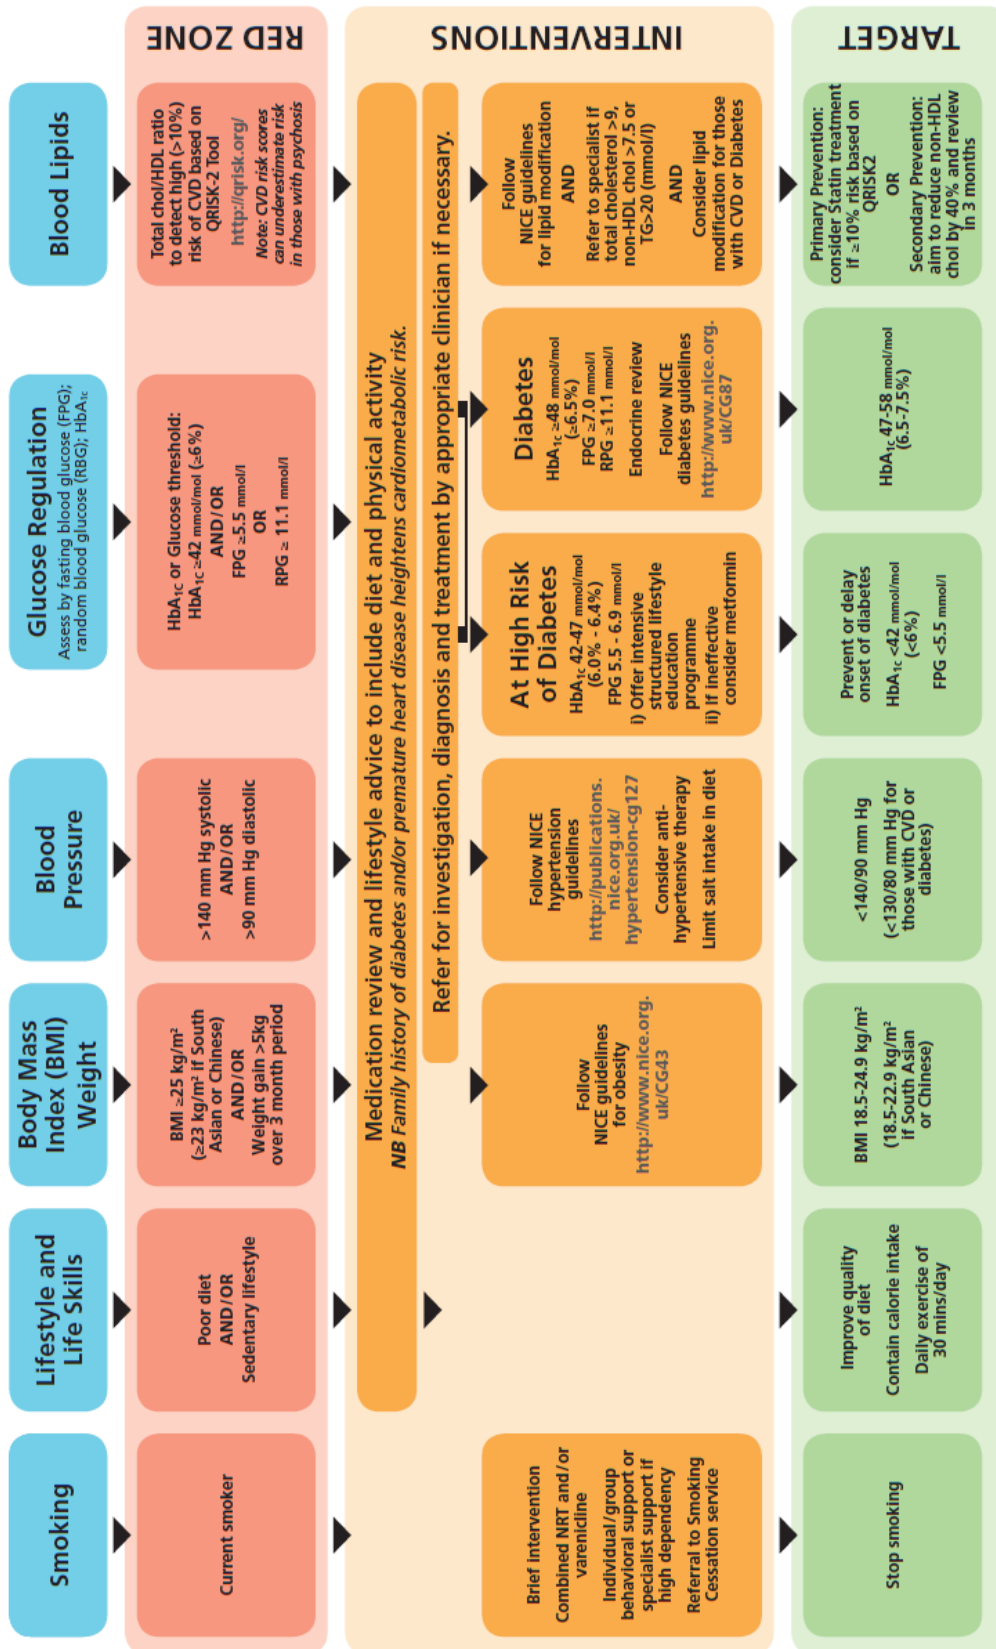 Smoking
Lifestyle and
Life Skills
Body Mass
Index (BMI)
Weight
Blood
Pressure
Glucose Regulation
Assess by fasting blood glucose (FPG);
random blood glucose (RBG); HbA1c
Blood Lipids
Current smoker
Poor diet
AND/OR
Sedentary lifestyle
BMI ≥25 kg/m²
(≥23 kg/m² if South
Asian or Chinese)
AND/OR
Weight gain >5kg
over 3 month period
>140 mm Hg systolic
AND/OR
>90 mm Hg diastolic
HbA1C or Glucose threshold:
HbA1c ≥42 mmol/mol (≥6%)
AND/OR
FPG ≥5.5 mmol/l
OR
RPG ≥ 11.1 mmol/l
Total chol/HDL ratio
to detect high (>10%)
risk of CVD based on
QRISK-2 Tool
http://qrisk.org/
Note: CVD risk scores
can underestimate risk
in those with psychosis
RED ZONE
Medication review and lifestyle advice to include diet and physical activity
NB Family history of diabetes and/or premature heart disease heightens cardiometabolic risk.
Refer for investigation, diagnosis and treatment by appropriate clinician if necessary.
Brief intervention
Combined NRT and/or
varenicline
Individual/group
behavioral support or
specialist support if
high dependency
Referral to Smoking
Cessation service
Follow
NICE guidelines
for obesity
http://www.nice.org.
uk/CG43
Follow NICE
hypertension
guidelines
http://publications.
nice.org.uk/
hypertension-cg127
Consider anti-
hypertensive therapy
Limit salt intake in diet
At High Risk
of Diabetes
HbA1c 42-47 mmol/mol
(6.0% - 6.4%)
FPG 5.5 - 6.9 mmol/l
i) Offer intensive
structured lifestyle
education
programme
ii) If ineffective
consider metformin
Diabetes
HbA1c ≥48 mmol/mol
(≥6.5%)
FPG ≥7.0 mmol/l
RPG ≥11.1 mmol/l
Endocrine review
Follow NICE
diabetes guidelines
http://www.nice.org.
uk/CG87
Follow
NICE guidelines
for lipid modification
AND
Refer to specialist if
total cholesterol >9,
non-HDL chol >7.5 or
TG>20 (mmol/l)
AND
Consider lipid
modification for those
with CVD or Diabetes
INTERVENTIONS
Stop smoking
Improve quality
of diet
Contain calorie intake
Daily exercise of
30 mins/day
BMI 18.5-24.9 kg/m²
(18.5-22.9 kg/m²
if South Asian
or Chinese)
<140/90 mm Hg
(<130/80 mm Hg for
those with CVD or
diabetes)
Prevent or delay
onset of diabetes
HbA1c <42 mmol/mol
(<6%)
FPG <5.5 mmol/l
HbA1c 47-58 mmol/mol
(6.5-7.5%)
Primary Prevention:
consider Statin treatment
if ≥10% risk based on
QRISK2
OR
Secondary Prevention:
aim to reduce non-HDL
chol by 40% and review
in 3 months
TARGET